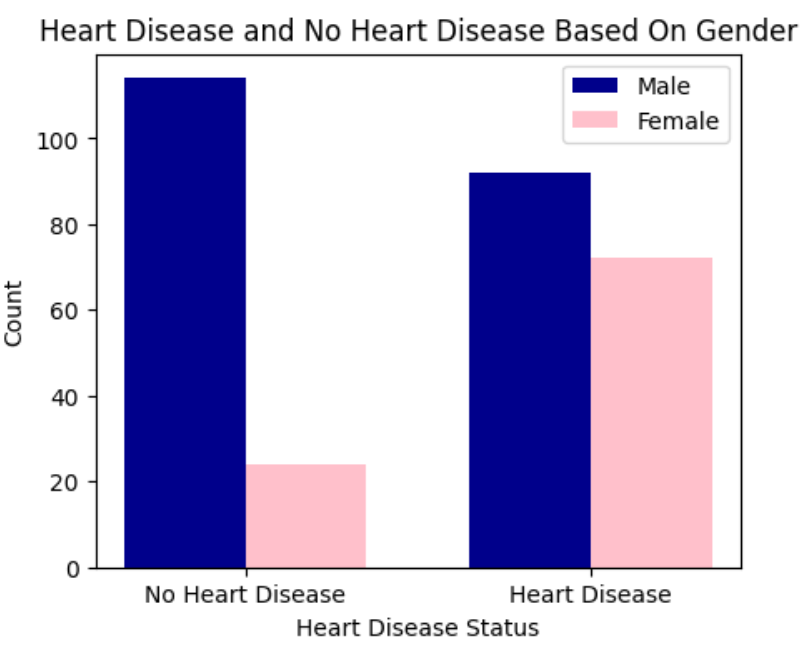 Heart Disease and No Heart Disease Based On Gender
Male
Female
100
80
60
40
20
0
Count
No Heart Disease
Heart Disease
Heart Disease Status